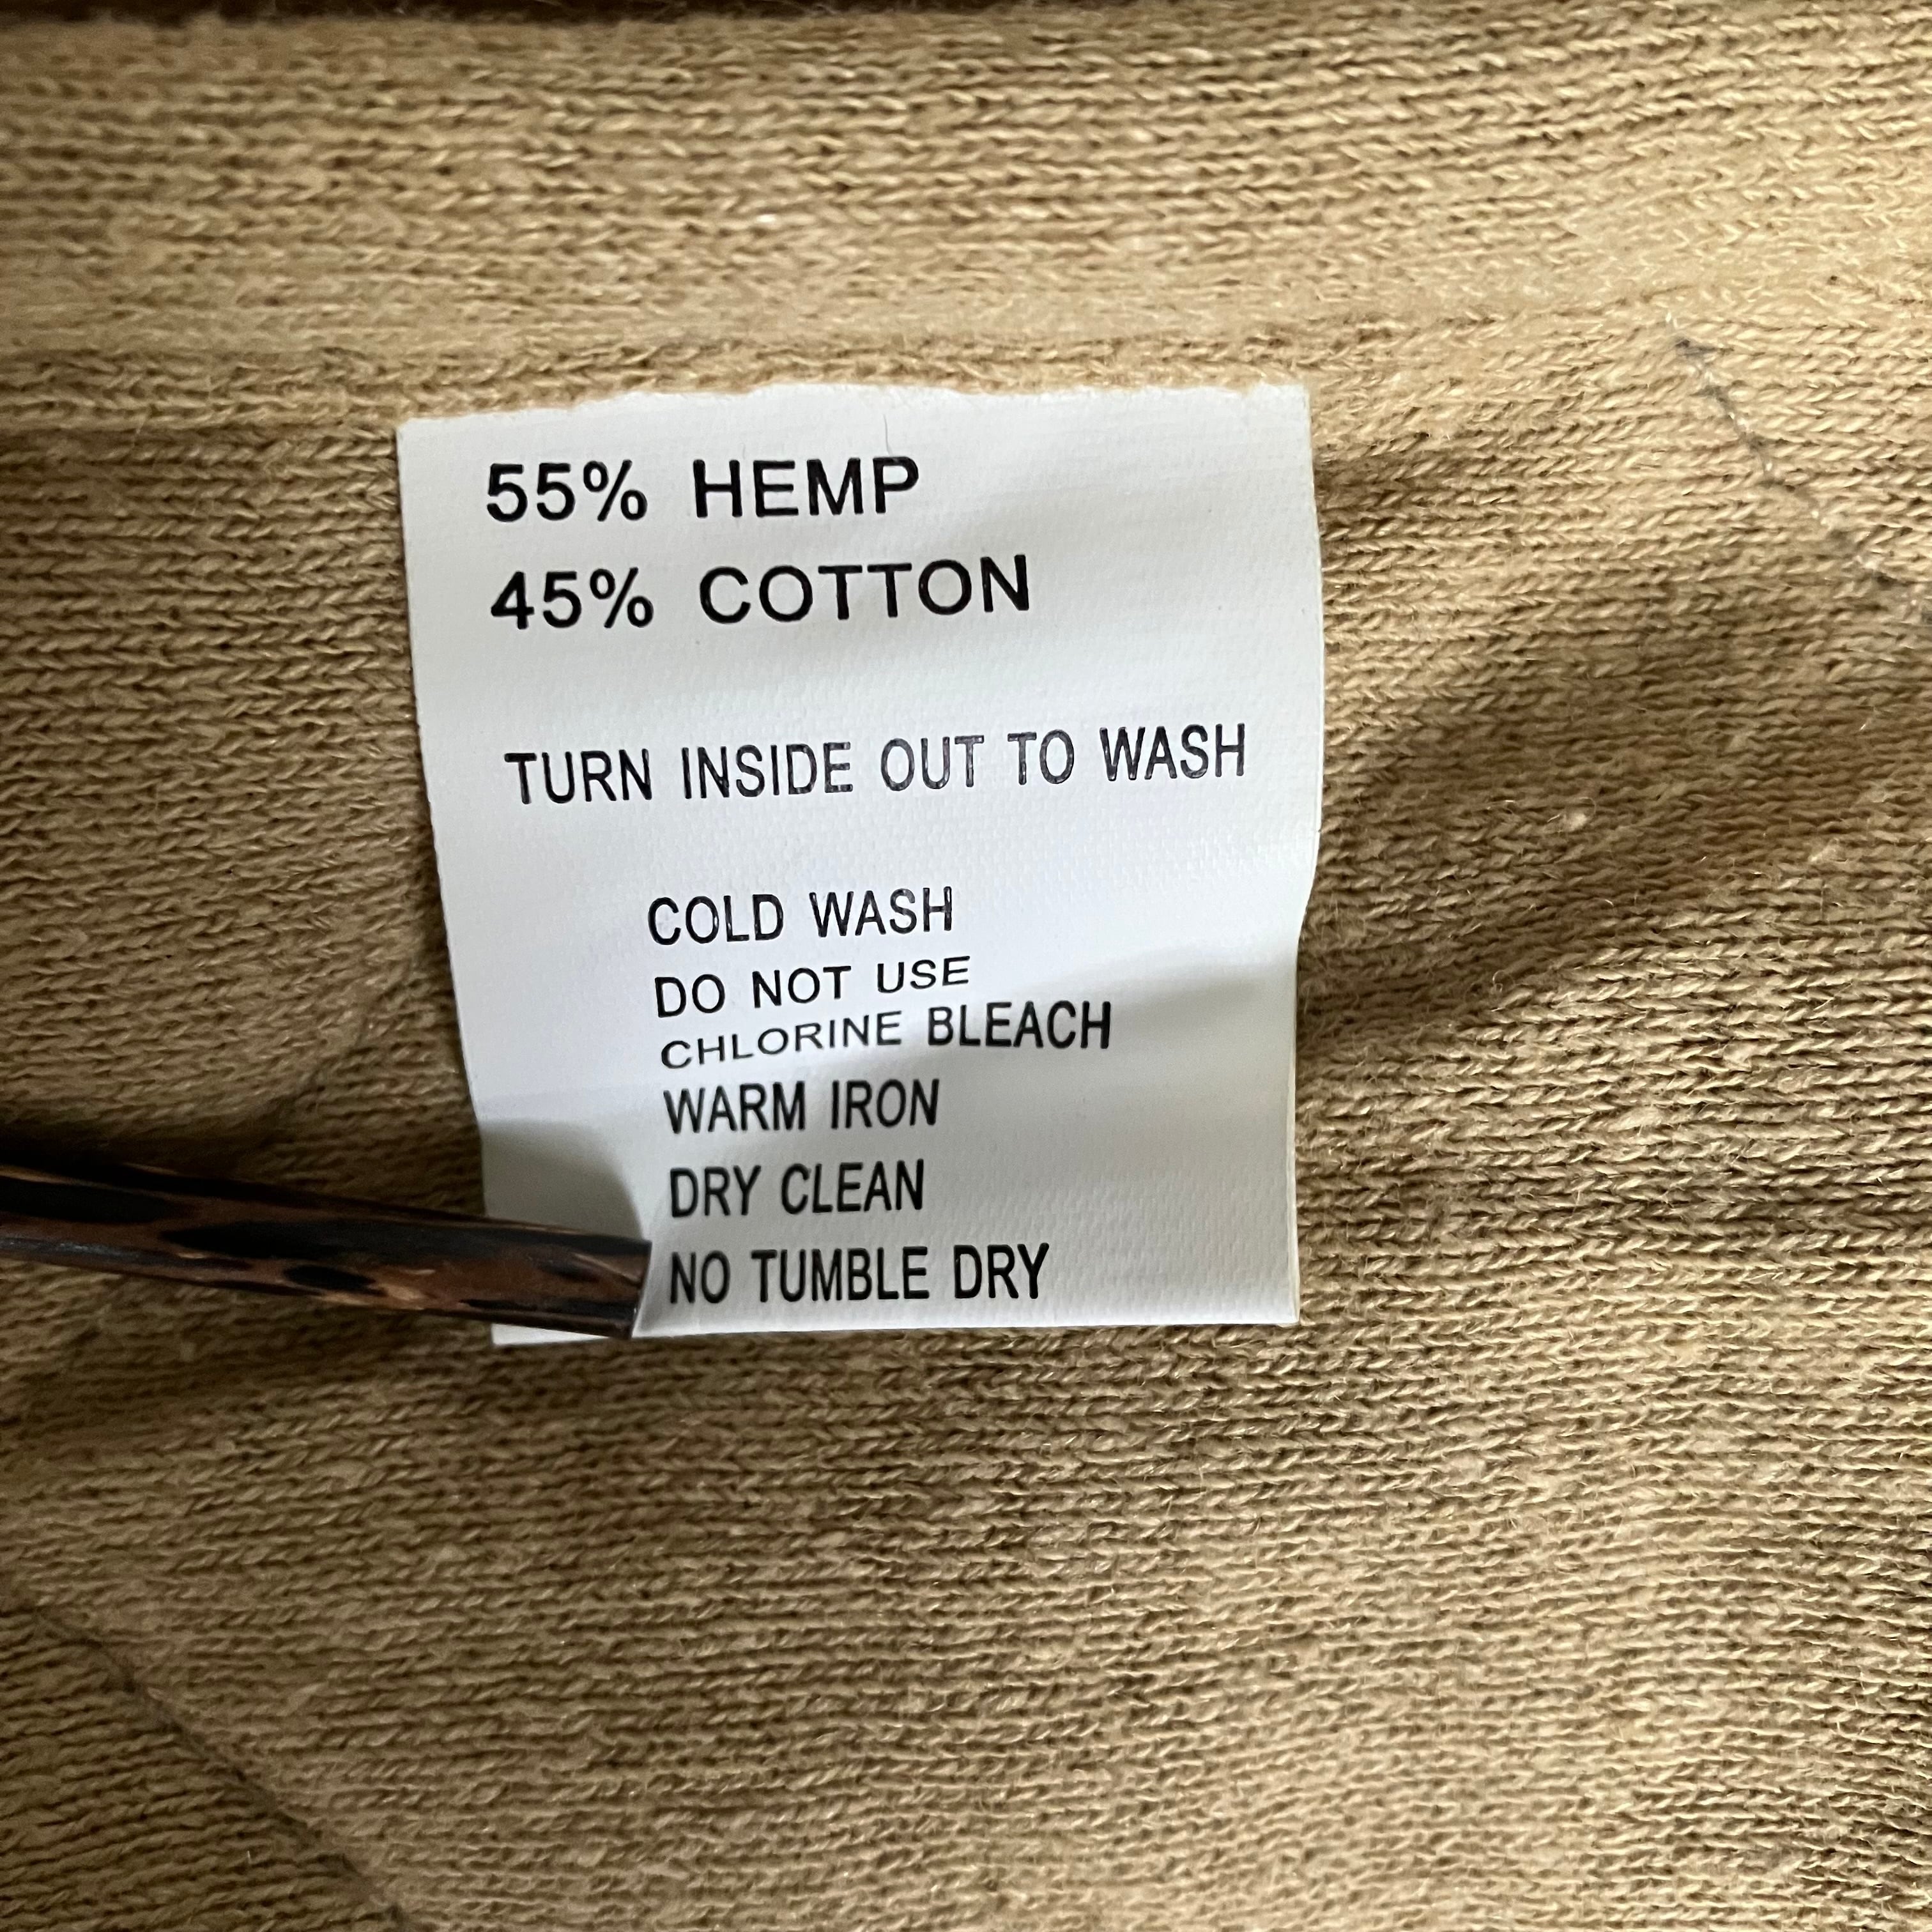 55% HEMP
45% COTTON
TURN INSIDE OUT TO WASH
COLD WASH
DO NOT USE
CHLORINE BLEACH
WARM IRON
DRY CLEAN
NO TUMBLE DRY